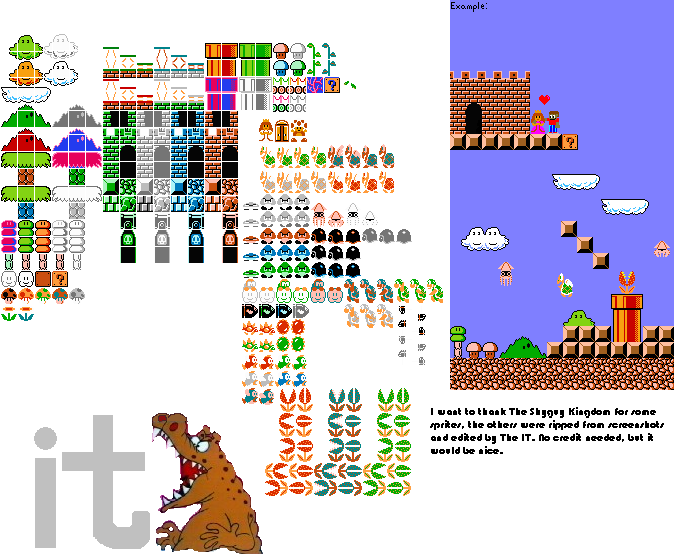 Example:
?
?
?
?
I want to thank The Shyguy Kingdom for some
sprites, the others were ripped from screenshots
and edited by The IT. No credit needed, but it
would be nice.
it